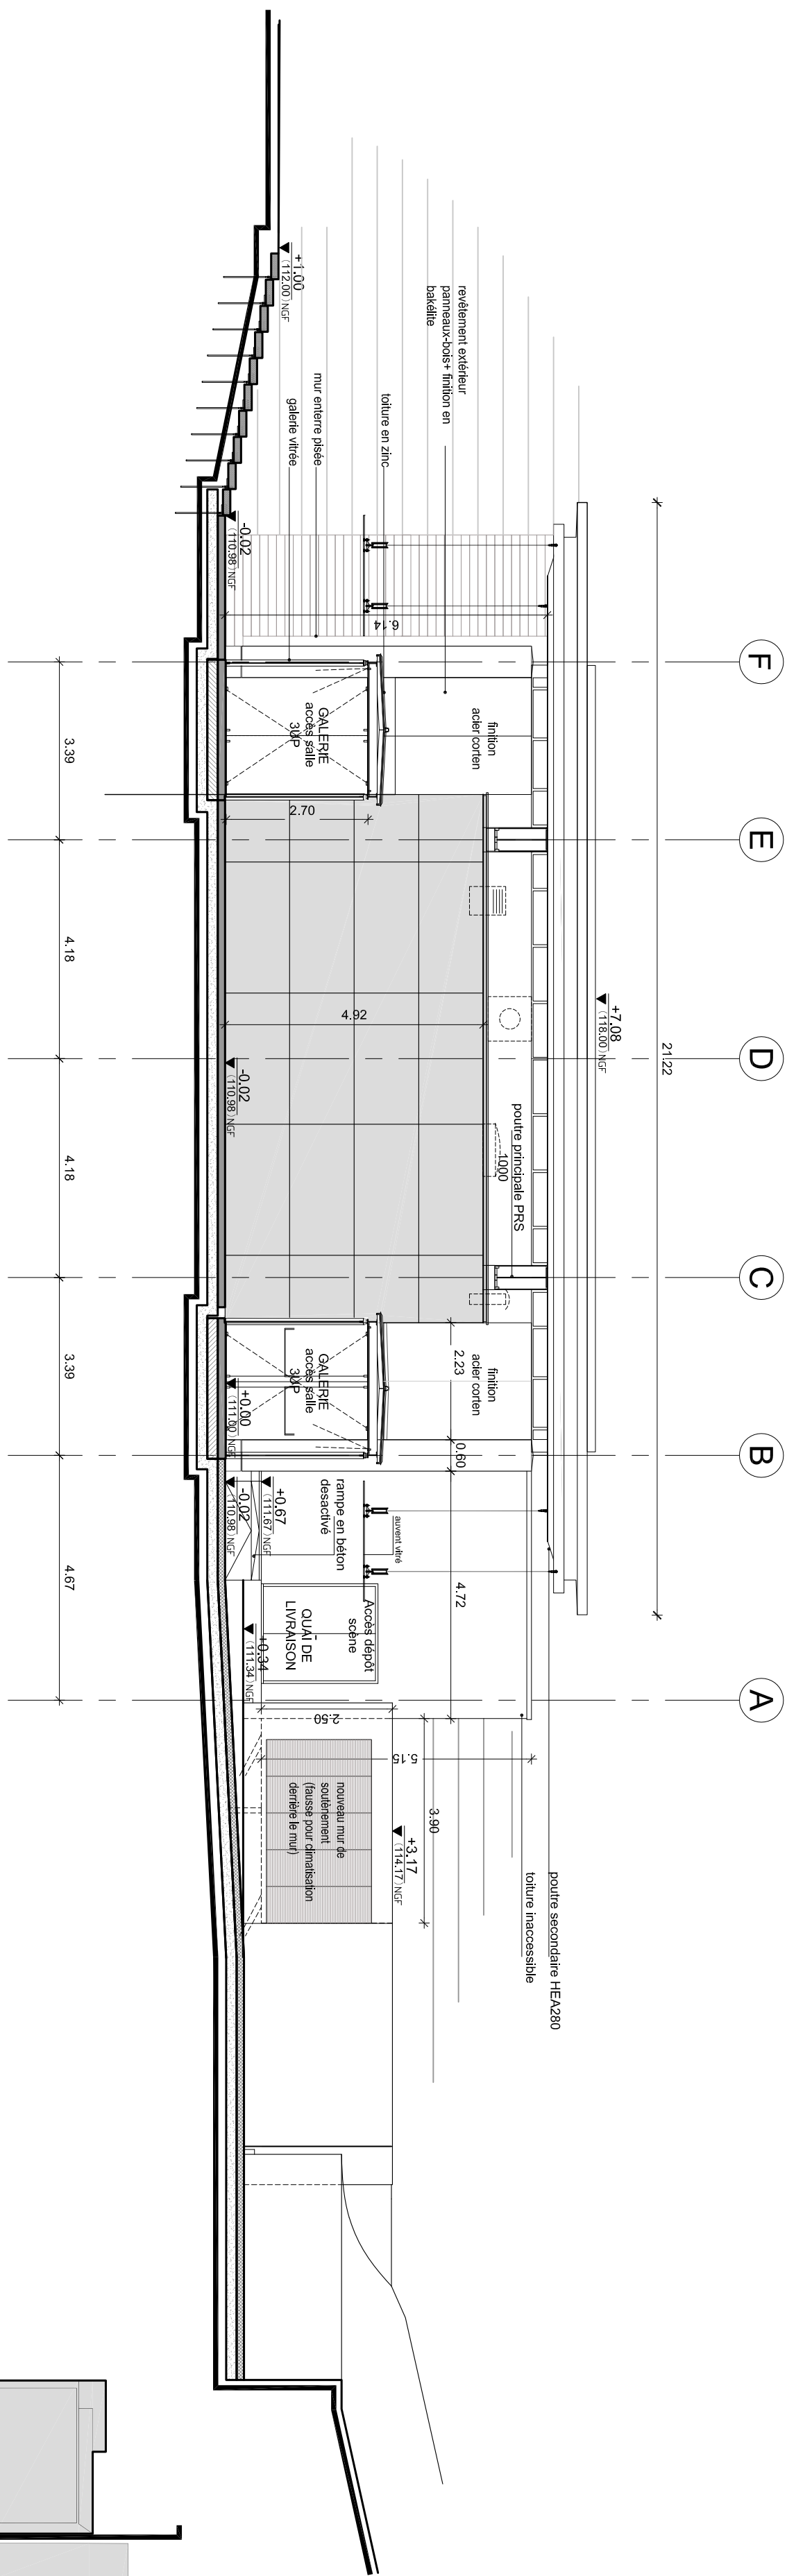 F
E
D
C
B
A
21.22
+7.08
(118.00) NGF
poutre secondaire HEA280
toiture inaccessible
revêtement extérieur
panneaux-bois+ finition en
bakélite
toiture en zinc
mur enterre pisée
galerie vitrée
+1.00
(112.00) NGF
-0.02
(110.98) NGF
6.14
finition
acier corten
GALERIE
accès salle
3UP
2.70
4.92
-0.02
(110.98) NGF
poutre principale PRS
1000
finition
acier corten
2.23
0.60
GALERIE
accès salle
3UP
+0.00
(111.00) NGF
4.72
auvent vitré
rampe en béton
desactivé
+0.67
(111.67) NGF
-0.02
(110.98) NGF
Accès dépôt
scène
-
QUAI DE
LIVRAISON
+0.34
(111.34) NGF
2.50
5.15
3.90
+3.17
(114.17) NGF
nouveau mur de
soutènement
(fausse pour climatisation
derrière le mur)
3.39
4.18
4.18
3.39
4.67